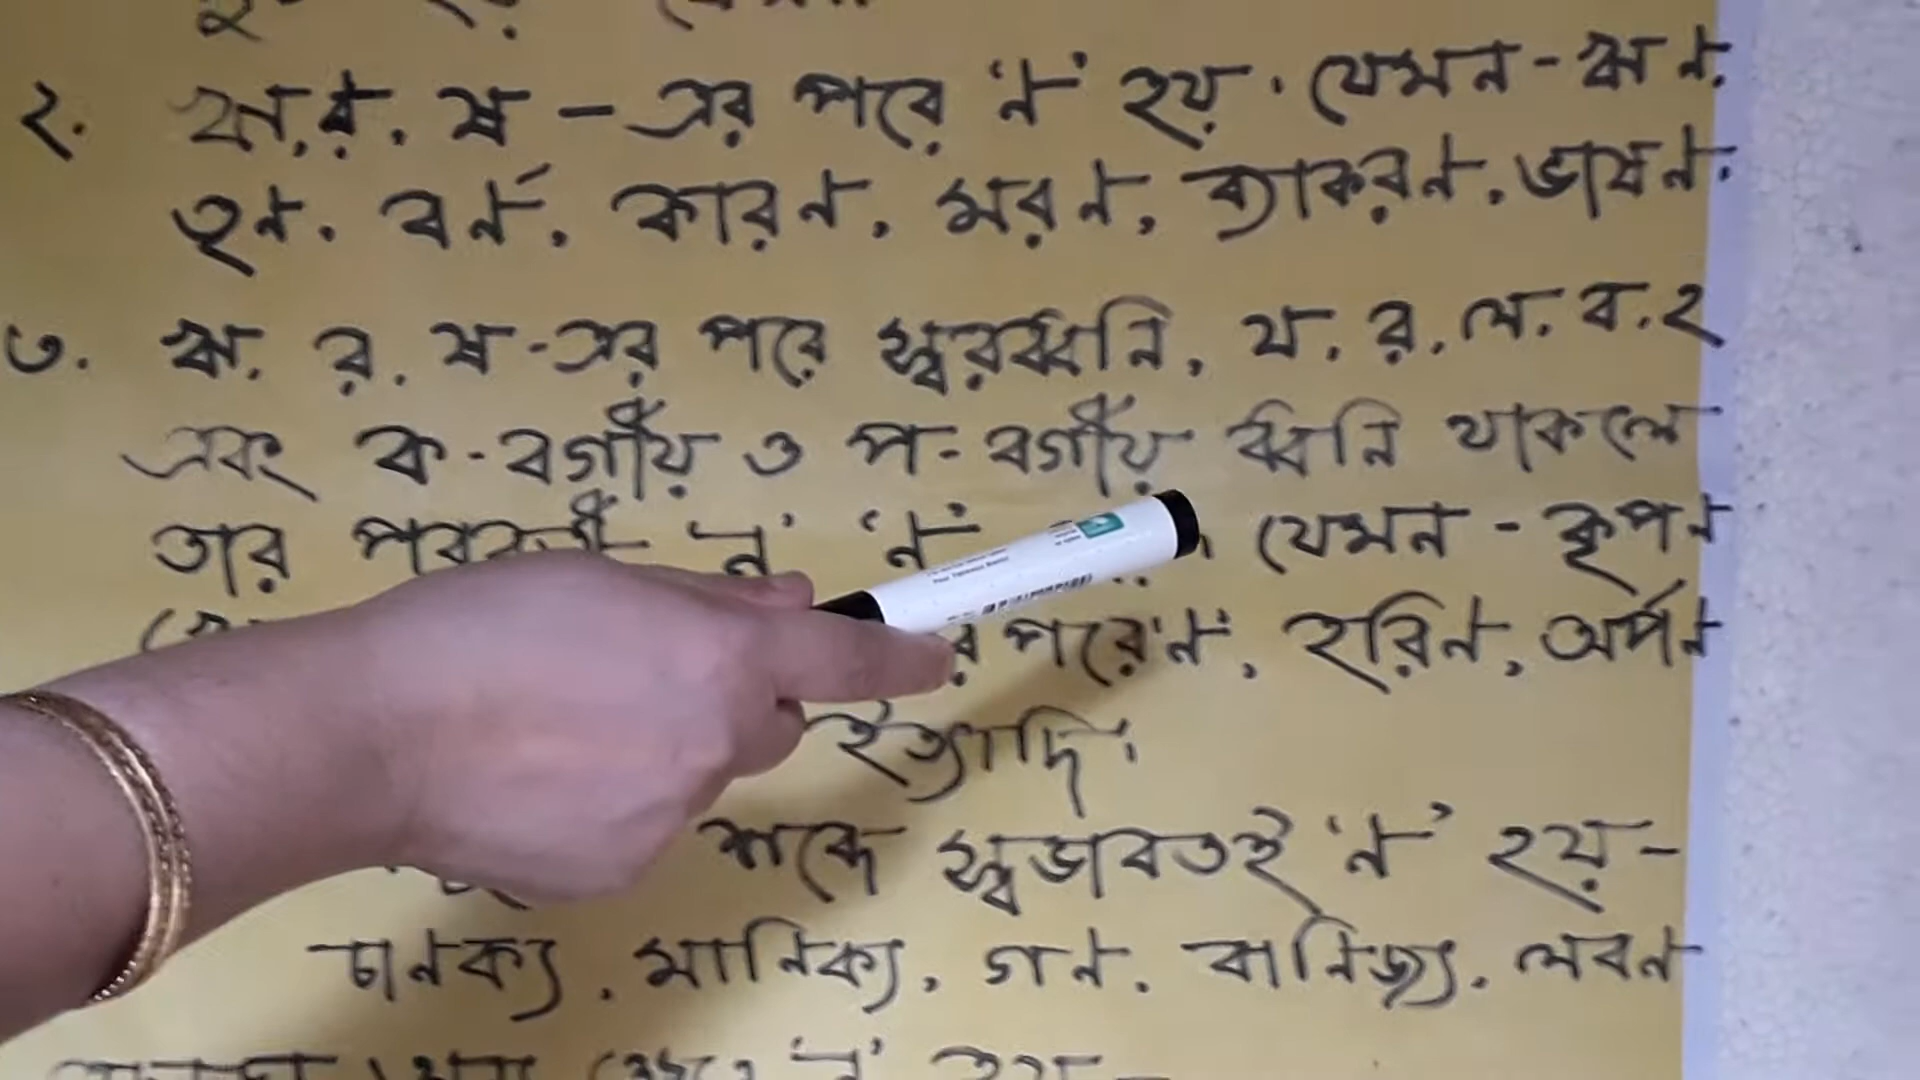 ২. ঋ, র, ষ - এর পরে 'ণ' হয়. যেমন - ঋণ.
তৃণ, বর্ণ, কারণ, মরণ, ব্যাকরণ, ভাষণ.
৩. ঋ. র. ষ - এর পরে স্বরধ্বনি, য. র. ল. ব. হ
এবং ক - বর্গীয় ও প - বর্গীয় ধ্বনি থাকলে
তার পরবর্তী 'ন' 'ণ' যেমন - কৃপণ
পরে 'ণ', হরিণ, অর্পণ
ইত্যাদি।
শব্দে স্বভাবতই 'ণ' হয় -
চাণক্য, মাণিক্য, গণ, বাণিজ্য, লবণ